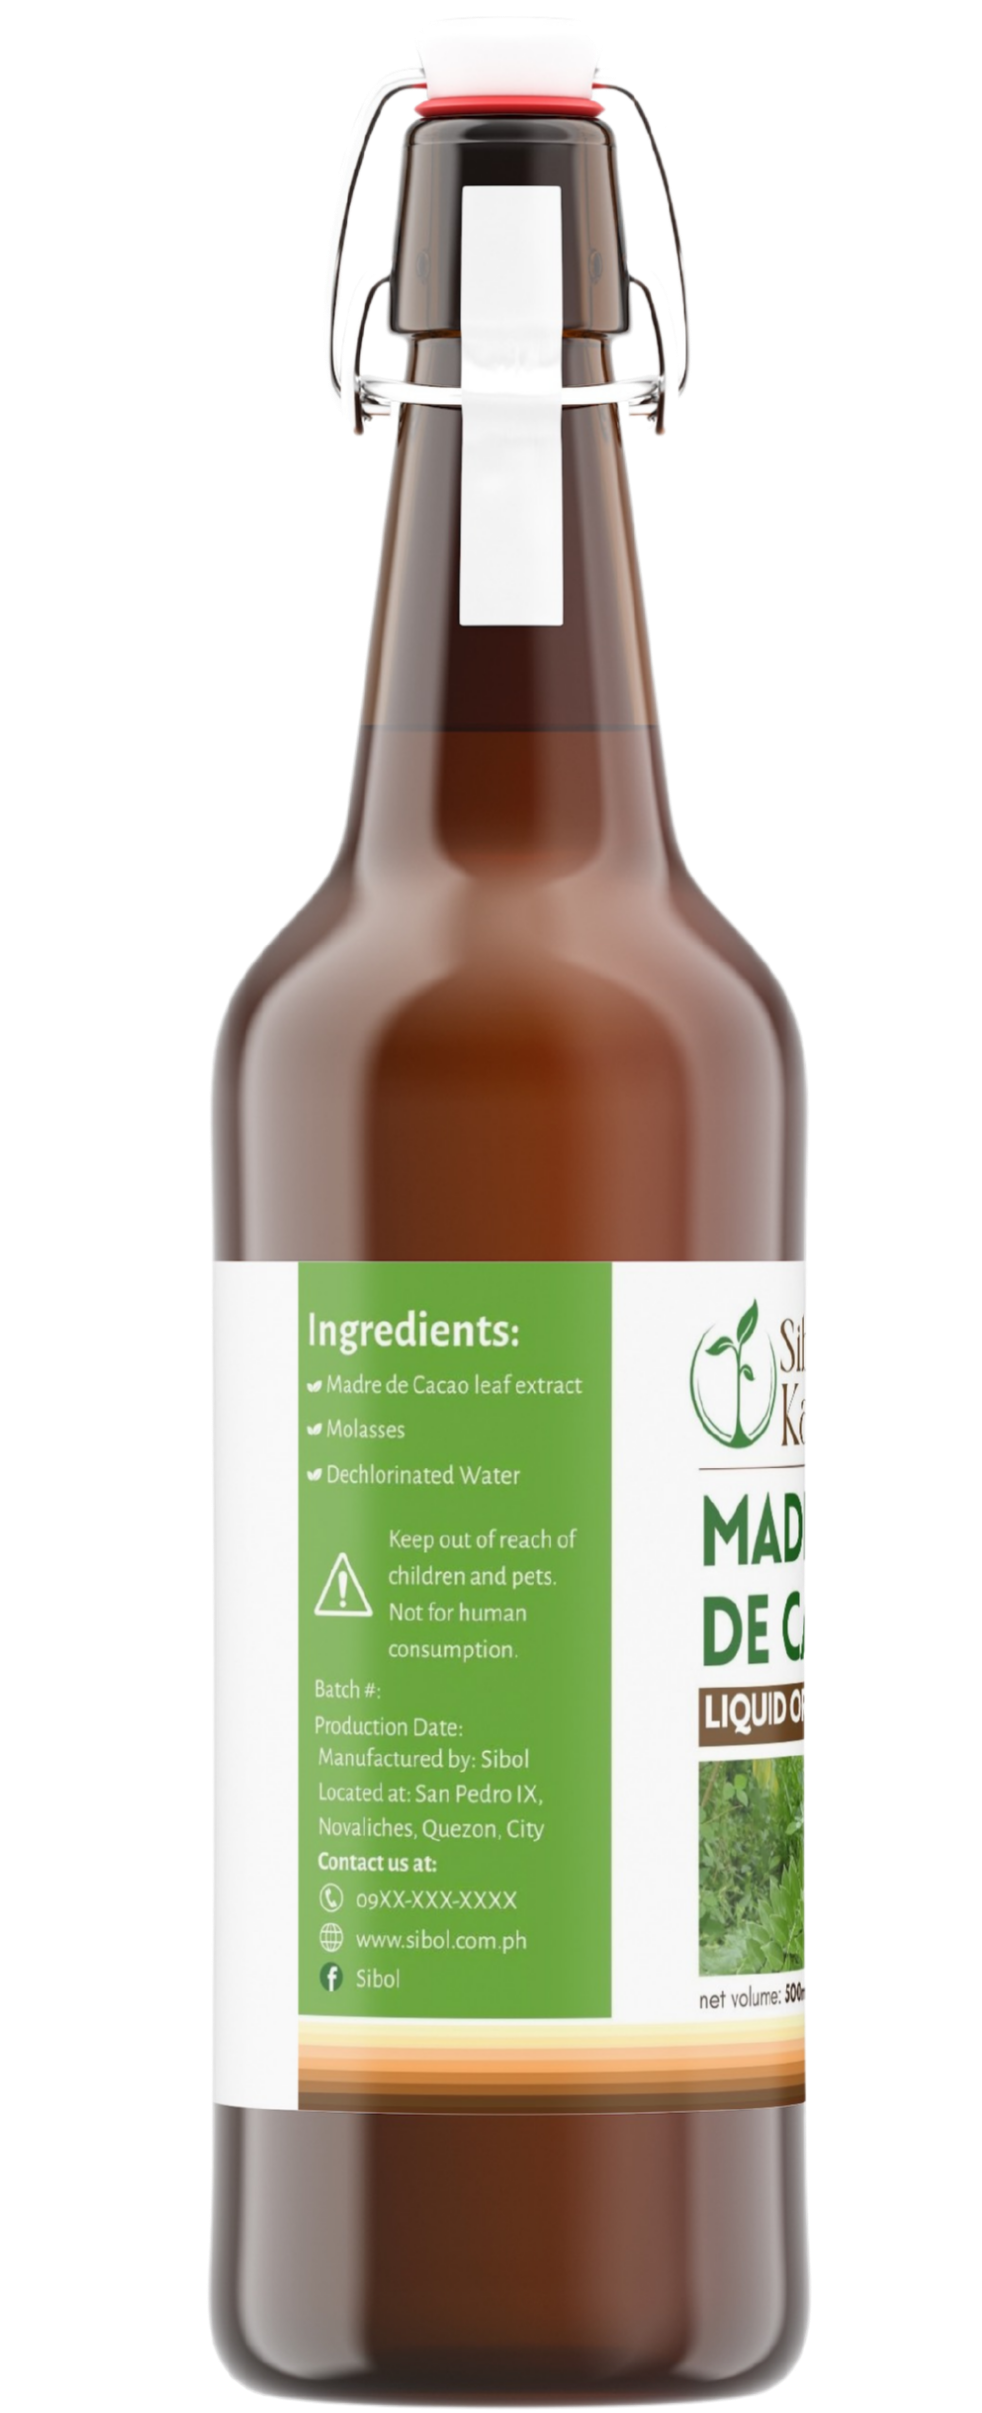 Ingredients:
Madre de Cacao leaf extract
Molasses
Dechlorinated Water
Keep out of reach of
children and pets.
Not for human
consumption.
Batch #:
Production Date:
Manufactured by: Sibol
Located at: San Pedro IX,
Novaliches, Quezon, City
Contact us at:
09XX-XXX-XXXX
www.sibol.com.ph
Sibol
DE
LIQUID
net volume: